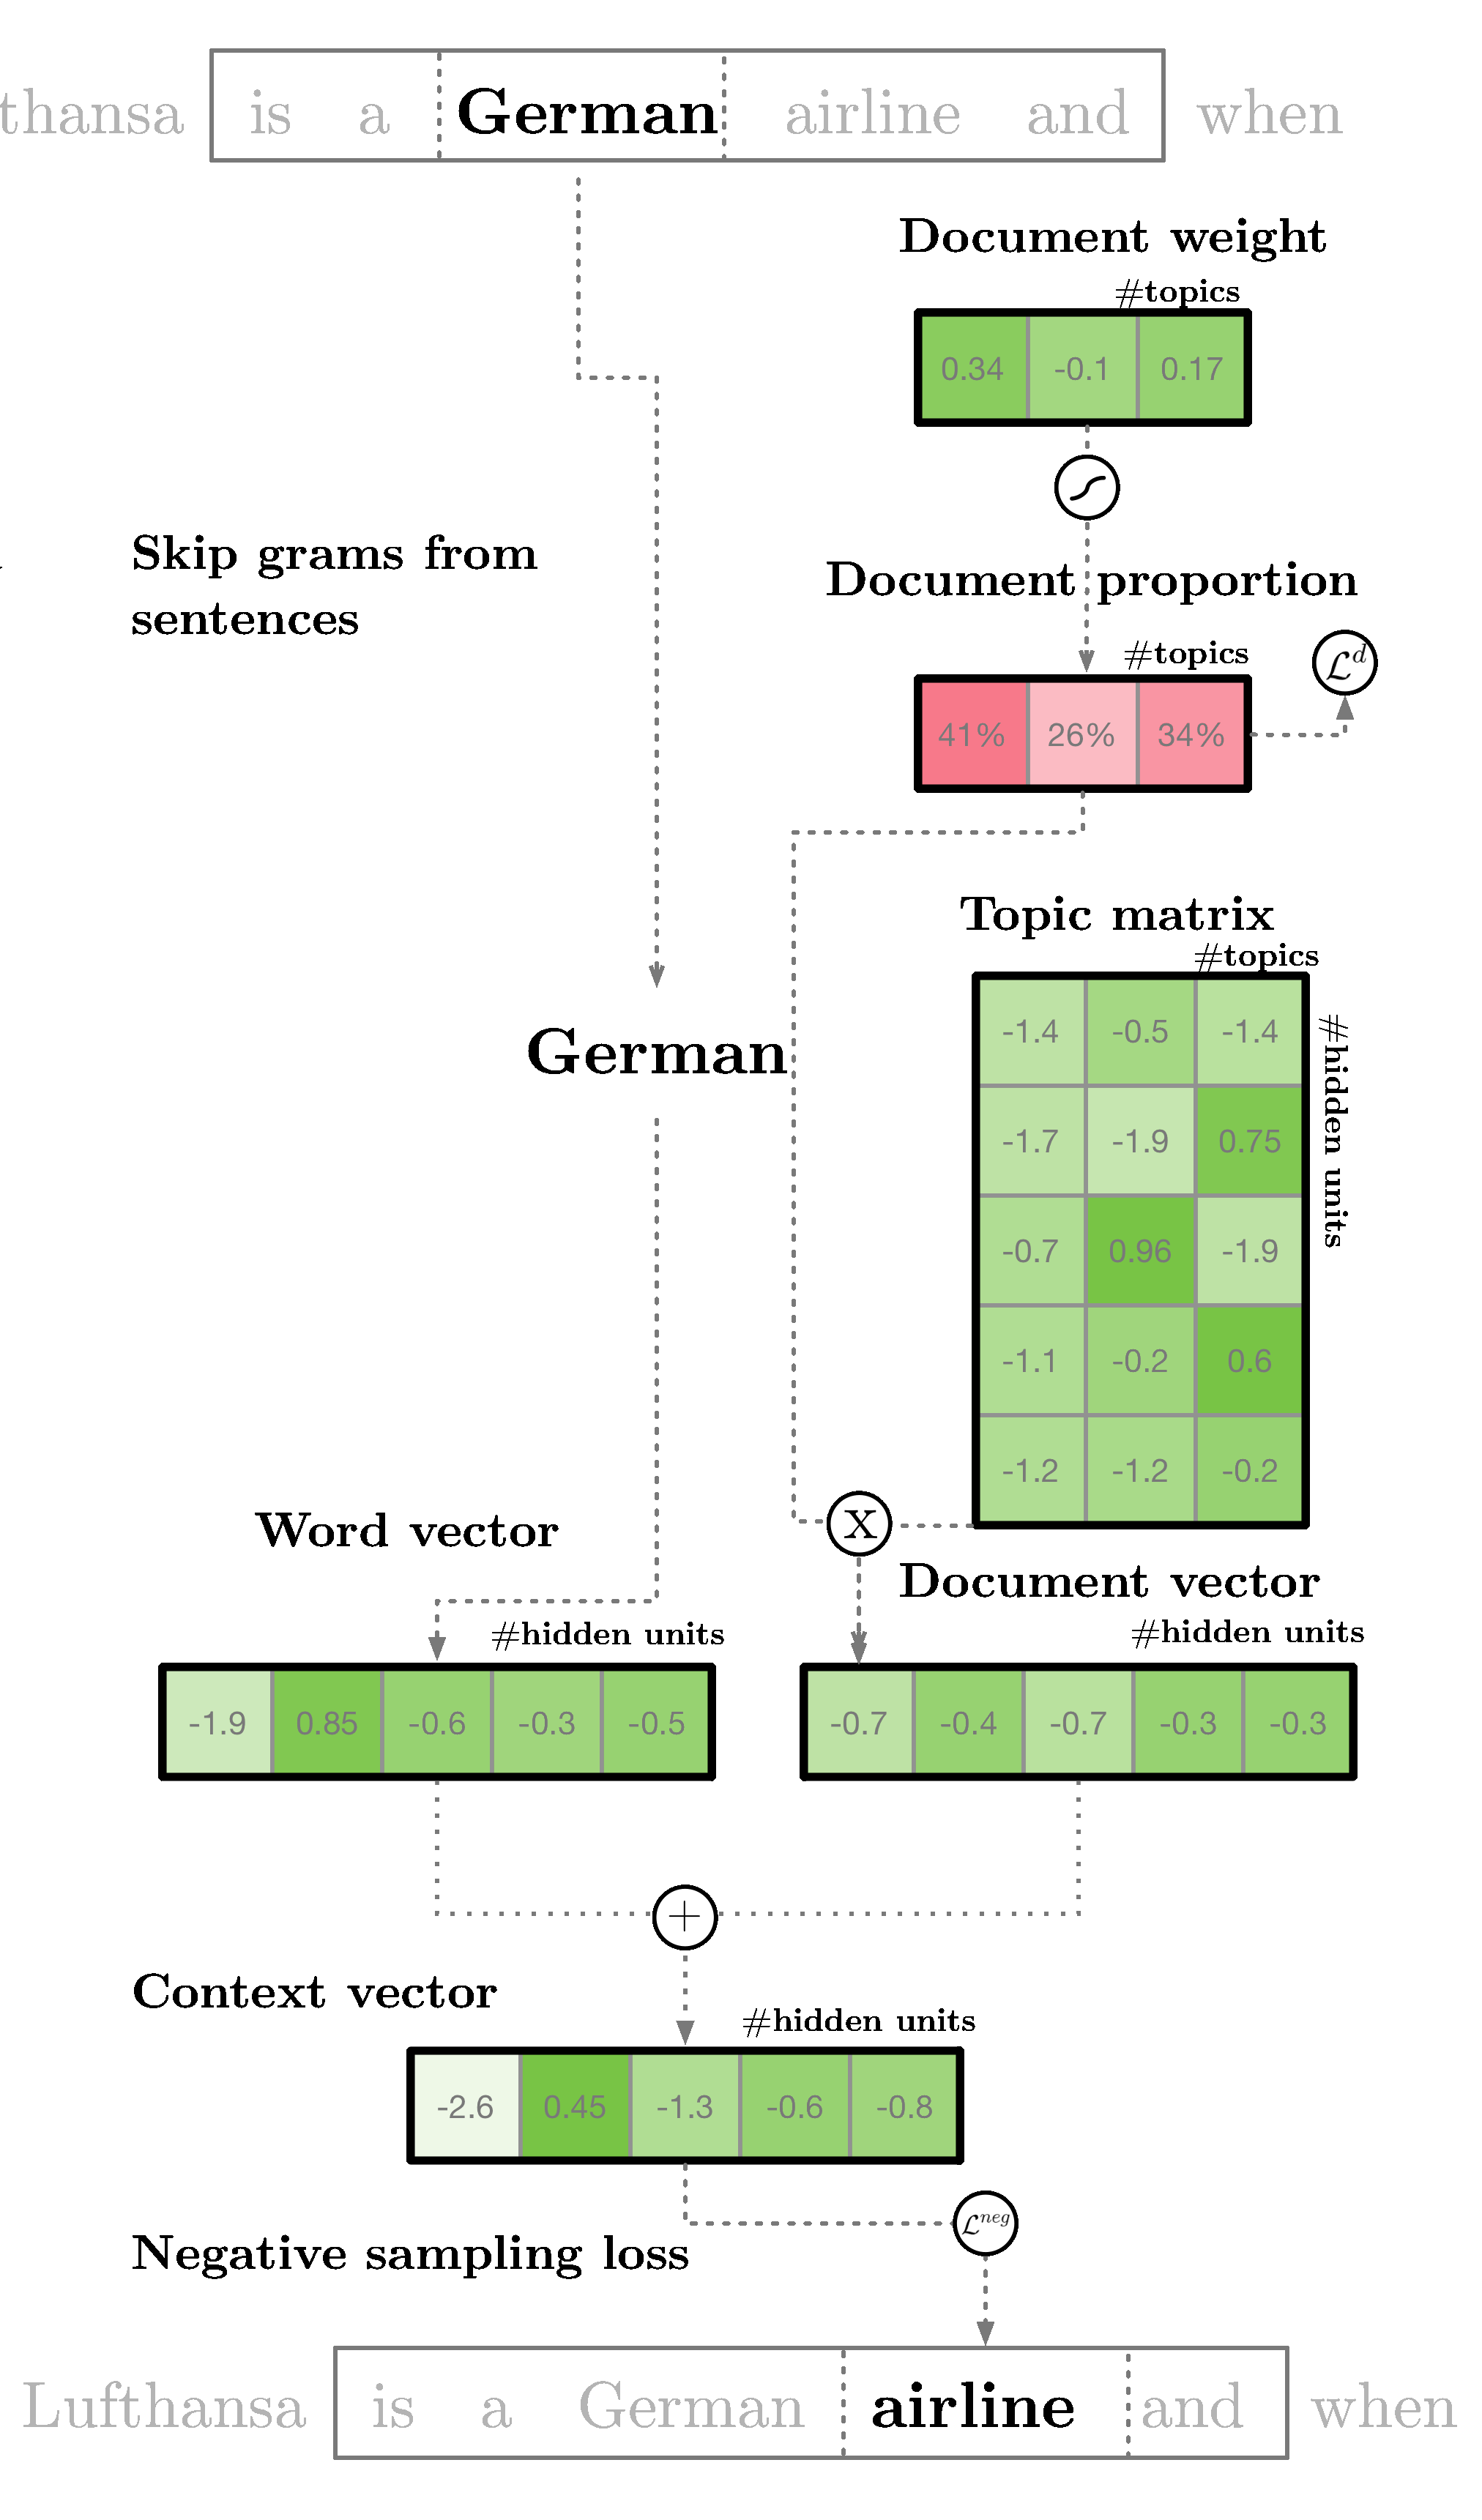 thansa is a German airline and when
Document weight
#topics
0.34 -0.1 0.17
Skip grams from
sentences
Document proportion
#topics
ℒᵈ
41% 26% 34%
Topic matrix
#topics
#hidden units
-1.4 -0.5 -1.4
-1.7 -1.9 0.75
-0.7 0.96 -1.9
-1.1 -0.2 0.6
-1.2 -1.2 -0.2
German
X
Word vector
#hidden units
-1.9 0.85 -0.6 -0.3 -0.5
Document vector
#hidden units
-0.7 -0.4 -0.7 -0.3 -0.3
+
Context vector
#hidden units
-2.6 0.45 -1.3 -0.6 -0.8
ℒⁿᵉᵍ
Negative sampling loss
Lufthansa is a German airline and when